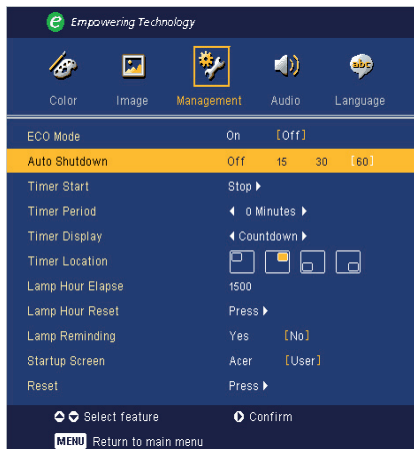 e Empowering Technology
abc
Color Image Management Audio Language
ECO Mode On [Off]
Auto Shutdown Off 15 30 [60]
Timer Start Stop
Timer Period 0 Minutes
Timer Display Countdown
Timer Location
Lamp Hour Elapse 1500
Lamp Hour Reset Press
Lamp Reminding Yes [No]
Startup Screen Acer [User]
Reset Press
Select feature Confirm
MENU Return to main menu